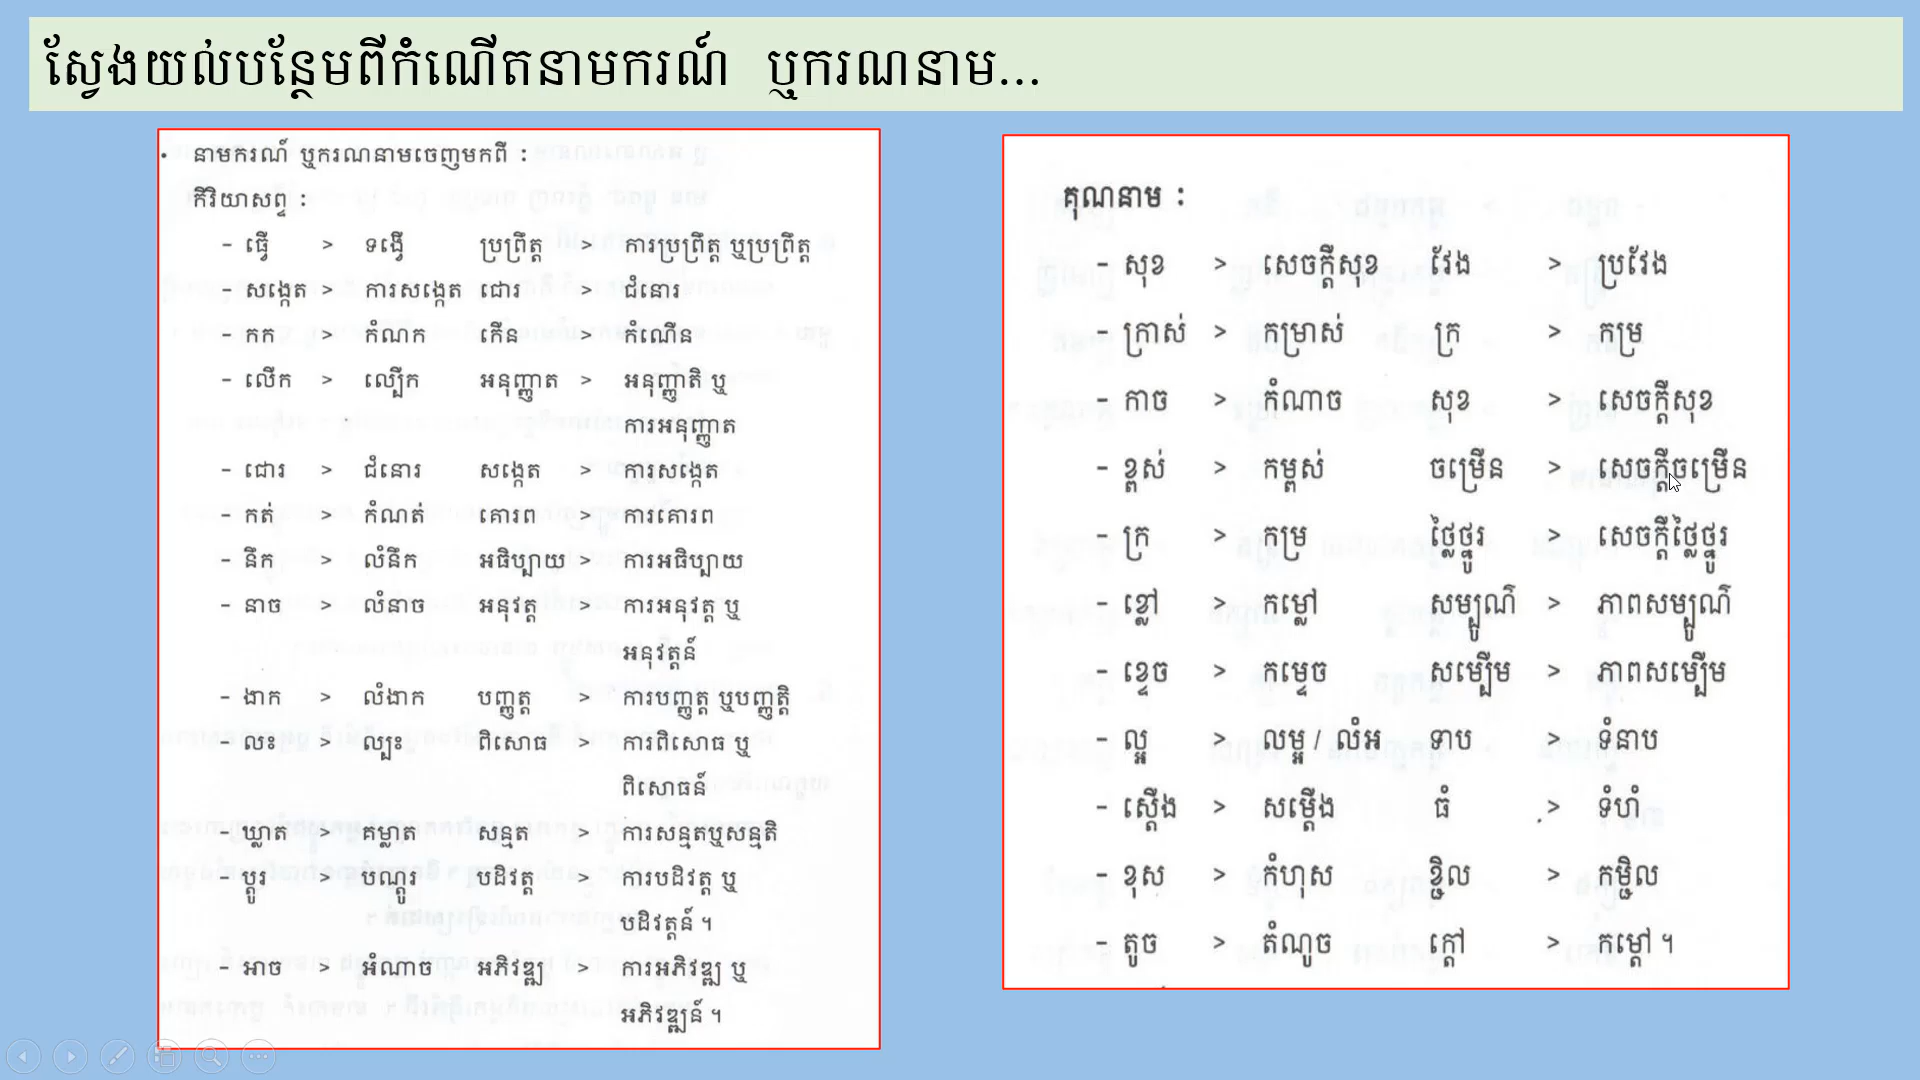 ស្វែងយល់បន្ថែមពីកំណើតនាមករណ៍ ឬករណនាម...
• នាមករណ៍ ឬករណនាមចេញមកពី :
កិរិយាសព្ទ :
- ធ្វើ > ទង្វើ ប្រព្រឹត្ត > ការប្រព្រឹត្ត ឬប្រព្រឹត្ត
- សង្កេត > ការសង្កេត ជោរ > ជំនោរ
- កក > កំណក កើន > កំណើន
- លើក > ល្បើក អនុញ្ញាត > អនុញ្ញាតិ ឬ
ការអនុញ្ញាត
- ជោរ > ជំនោរ សង្កេត > ការសង្កេត
- កត់ > កំណត់ គោរព > ការគោរព
- នឹក > លំនឹក អធិប្បាយ > ការអធិប្បាយ
- នាច > លំនាច អនុវត្ត > ការអនុវត្ត ឬ
អនុវត្តន៍
- ងាក > លំងាក បញ្ញត្ត > ការបញ្ញត្ត ឬបញ្ញត្តិ
- លះ > ល្បះ ពិសោធ > ការពិសោធ ឬ
ពិសោធន៍
- ឃ្លាត > គម្លាត សន្មត > ការសន្មតឬសន្មតិ
- ប្ដូរ > បណ្ដូរ បដិវត្ត > ការបដិវត្ត ឬ
បដិវត្តន៍ ។
- អាច > អំណាច អភិវឌ្ឍ > ការអភិវឌ្ឍ ឬ
អភិវឌ្ឍន៍ ។
គុណនាម :
- សុខ > សេចក្ដីសុខ វែង > ប្រវែង
- ក្រាស់ > កម្រាស់ ក្រ > កម្រ
- កាច > កំណាច សុខ > សេចក្ដីសុខ
- ខ្ពស់ > កម្ពស់ ចម្រើន > សេចក្ដីចម្រើន
- ក្រ > កម្រ ថ្លៃថ្នូរ > សេចក្ដីថ្លៃថ្នូរ
- ខ្លៅ > កម្លៅ សម្បូណ៌ > ភាពសម្បូណ៌
- ខ្ទេច > កម្ទេច សម្បើម > ភាពសម្បើម
- ល្អ > លម្អ / លំអ ទាប > ទំនាប
- ស្ដើង > សម្ដើង ធំ > ទំហំ
- ខុស > កំហុស ខ្ជិល > កម្ជិល
- តូច > តំណូច ក្ដៅ > កម្ដៅ ។